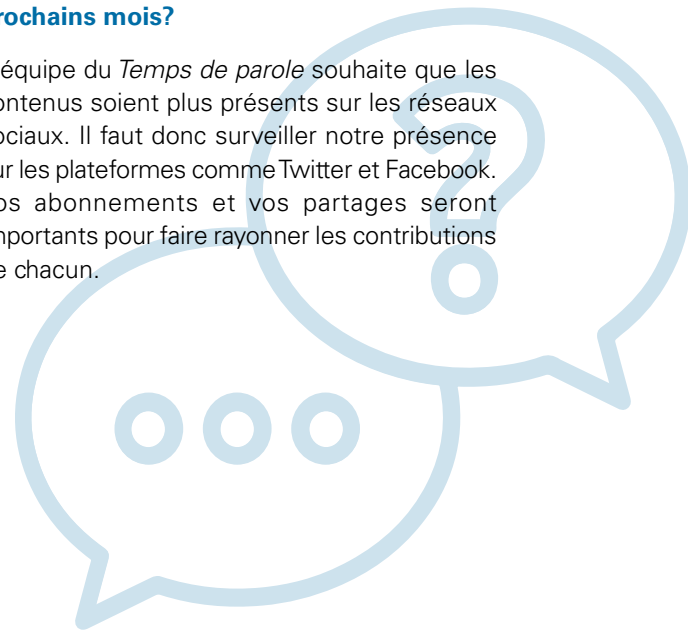 rochains mois?
équipe du Temps de parole souhaite que les
ontenus soient plus présents sur les réseaux
ociaux. Il faut donc surveiller notre présence
ur les plateformes comme Twitter et Facebook.
os abonnements et vos partages seront
mportants pour faire rayonner les contributions
e chacun.